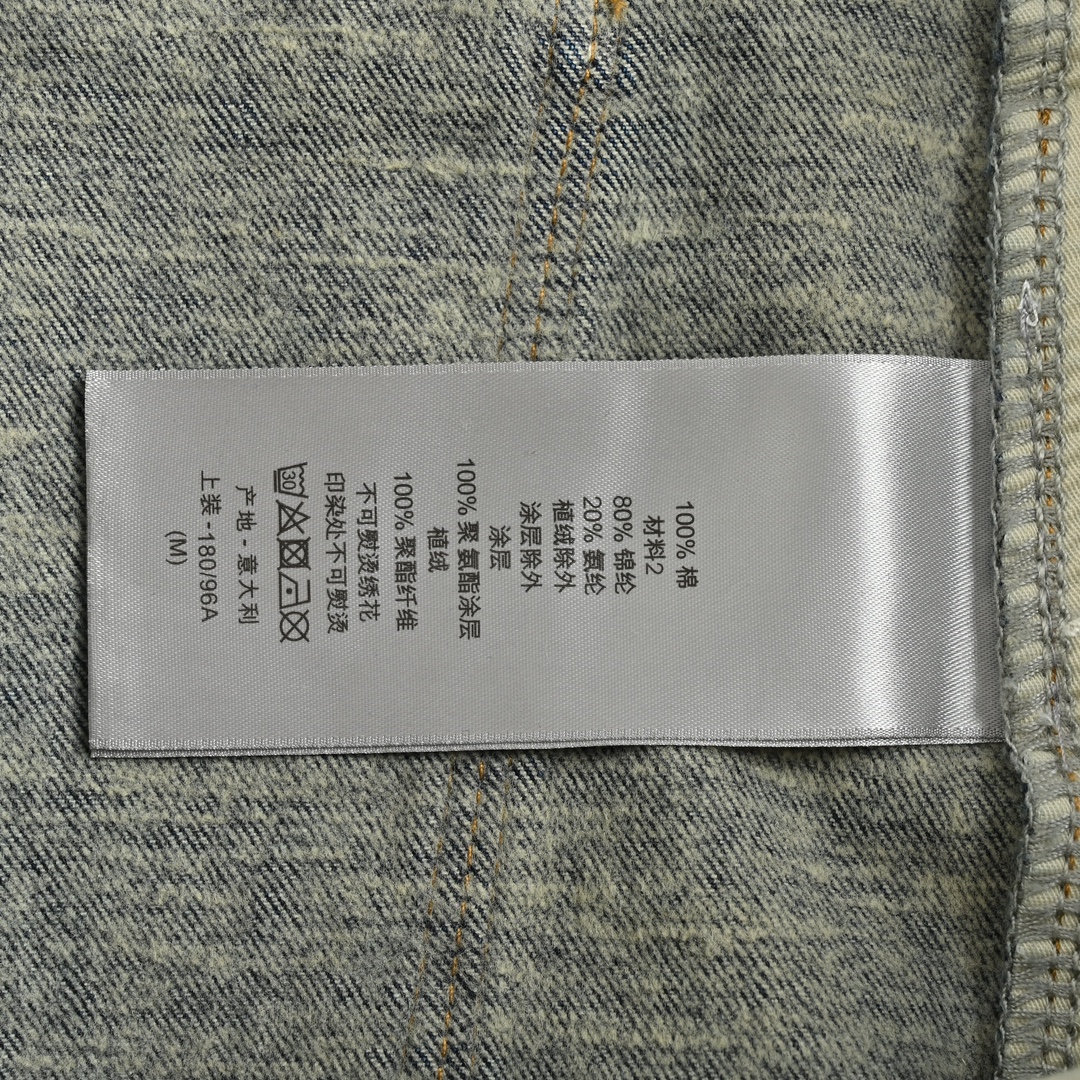 100% 棉
材料2
80% 锦纶
20% 氨纶
植绒除外
涂层除外
涂层
100% 聚氨酯涂层
植绒
100% 聚酯纤维
不可熨烫绣花
印染处不可熨烫
30
产地 - 意大利
上装 -180/96A
(M)